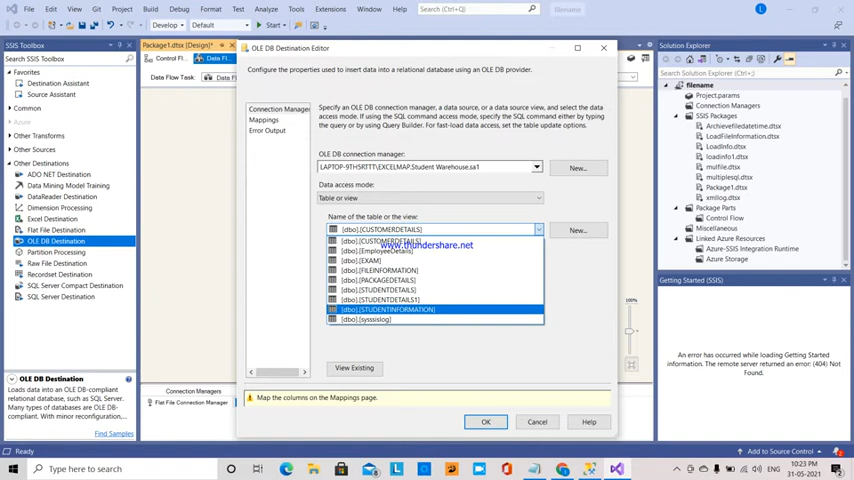 File Edit View Git Project Build Debug Format Test Analyze Tools Extensions Window Help Search (Ctrl+Q) filename L
Develop Default Start
SSIS Toolbox
Search SSIS Toolbox
Favorites
Destination Assistant
Source Assistant
Common
Azure
Other Transforms
Other Sources
Other Destinations
ADO NET Destination
Data Mining Model Training
DataReader Destination
Dimension Processing
Excel Destination
Flat File Destination
OLE DB Destination
Partition Processing
Raw File Destination
Recordset Destination
SQL Server Compact Destination
SQL Server Destination
OLE DB Destination
Loads data into an OLE DB-compliant
relational database, such as SQL Server.
Many types of databases are OLE DB-
compliant. With minor reconfiguration,
Find Samples
Package1.dtsx [Design]*
Control Fl...
Data Fl...
Data Flow Task:
Data Fl
Connection Managers
Flat File Connection Manager
OLE DB Destination Editor
Configure the properties used to insert data into a relational database using an OLE DB provider.
Connection Manager
Mappings
Error Output
Specify an OLE DB connection manager, a data source, or a data source view, and select the data
access mode. If using the SQL command access mode, specify the SQL command either by typing
the query or by using Query Builder. For fast-load data access, set the table update options.
OLE DB connection manager:
LAPTOP-9TH5RTTT\EXCELMAP.Student Warehouse.sa1
New...
Data access mode:
Table or view
Name of the table or the view:
[dbo].[CUSTOMERDETAILS]
New...
[dbo].[CUSTOMERDETAILS]
www.thundershare.net
[dbo].[EmployeeDetails]
[dbo].[EXAM]
[dbo].[FILEINFORMATION]
[dbo].[PACKAGEDETAILS]
[dbo].[STUDENTDETAILS]
[dbo].[STUDENTDETAILS1]
[dbo].[STUDENTINFORMATION]
[dbo].[sysssislog]
View Existing
Map the columns on the Mappings page.
OK Cancel Help
100%
Solution Explorer
Search Solution Explorer (Ctrl+;)
filename
Project.params
Connection Managers
SSIS Packages
Archievefiledatetime.dtsx
LoadFileInformation.dtsx
LoadInfo.dtsx
loadinfo1.dtsx
multifile.dtsx
multiplesql.dtsx
Package1.dtsx
xmllog.dtsx
Package Parts
Control Flow
Miscellaneous
Linked Azure Resources
Azure-SSIS Integration Runtime
Azure Storage
Getting Started (SSIS)
An error has occurred while loading Getting Started
information. The remote server returned an error: (404) Not
Found.
Ready
Add to Source Control
2
Type here to search
ENG
10:23 PM
31-05-2021